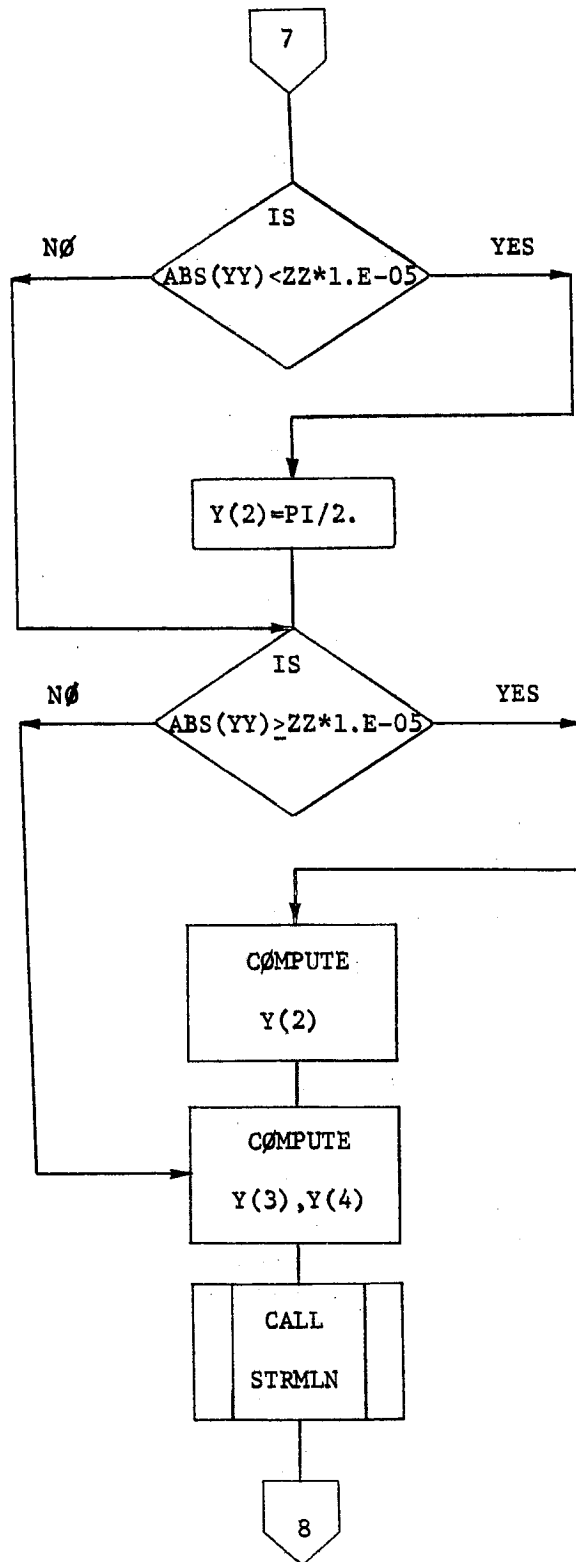 7
IS
NØ
YES
ABS(YY)<ZZ*1.E-05
Y(2)=PI/2.
IS
NØ
YES
ABS(YY)≥ZZ*1.E-05
CØMPUTE
Y(2)
CØMPUTE
Y(3),Y(4)
CALL
STRMLN
8